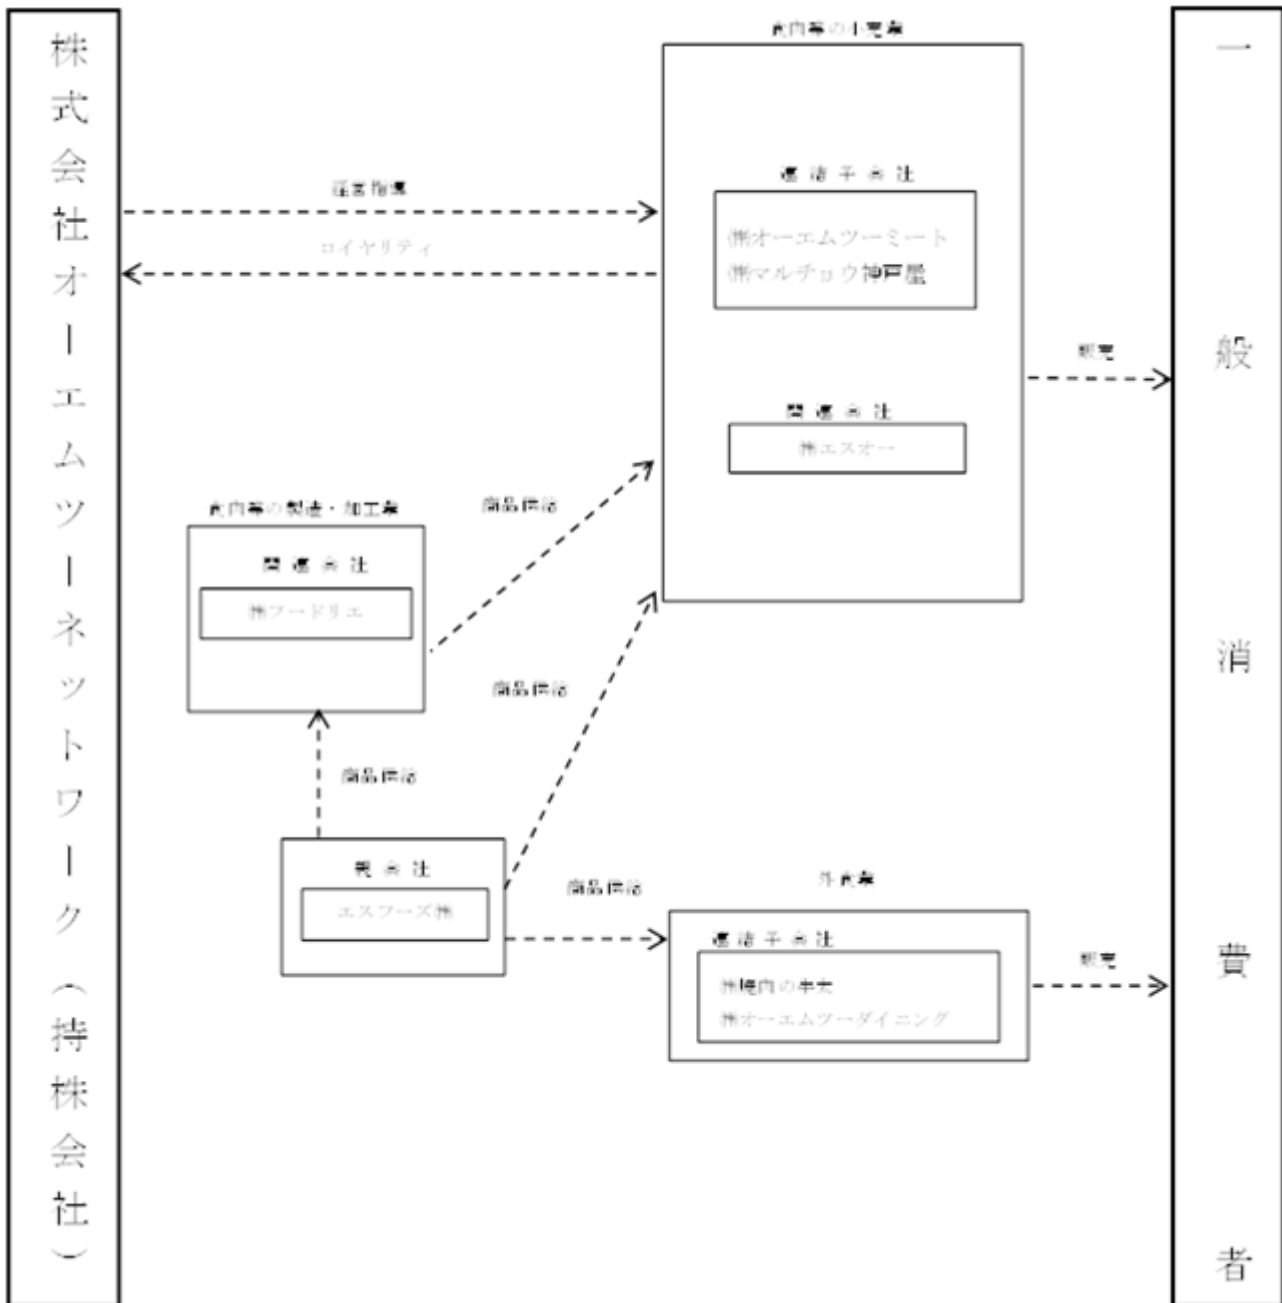 株式会社オーエムツーネットワーク（持株会社）
食肉等の小売業
連結子会社
㈱オーエムツーミート
㈱マルチョウ神戸屋
関連会社
㈱エスオー
経営指導
ロイヤリティ
販売
食肉等の製造・加工業
関連会社
㈱フードリエ
商品供給
商品供給
商品供給
親会社
エスフーズ㈱
商品供給
外食業
連結子会社
㈱焼肉の牛太
㈱オーエムツーダイニング
販売
一般消費者